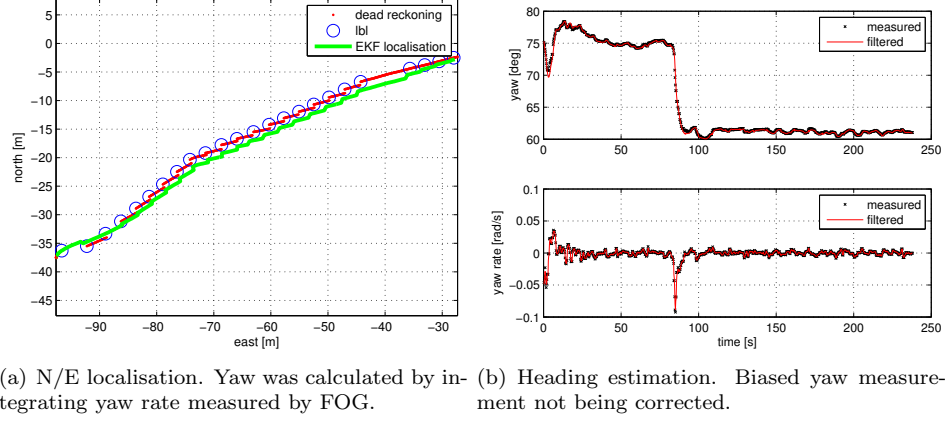 5
0
−5
−10
−15
−20
−25
−30
−35
−40
−45
−90
−80
−70
−60
−50
−40
−30
east [m]
north [m]
dead reckoning
lbl
EKF localisation
80
75
70
65
60
0
50
100
150
200
250
yaw [deg]
measured
filtered
0.1
0.05
0
−0.05
−0.1
0
50
100
150
200
250
time [s]
yaw rate [rad/s]
measured
filtered
(a) N/E localisation. Yaw was calculated by in-
tegrating yaw rate measured by FOG.
(b) Heading estimation. Biased yaw measure-
ment not being corrected.